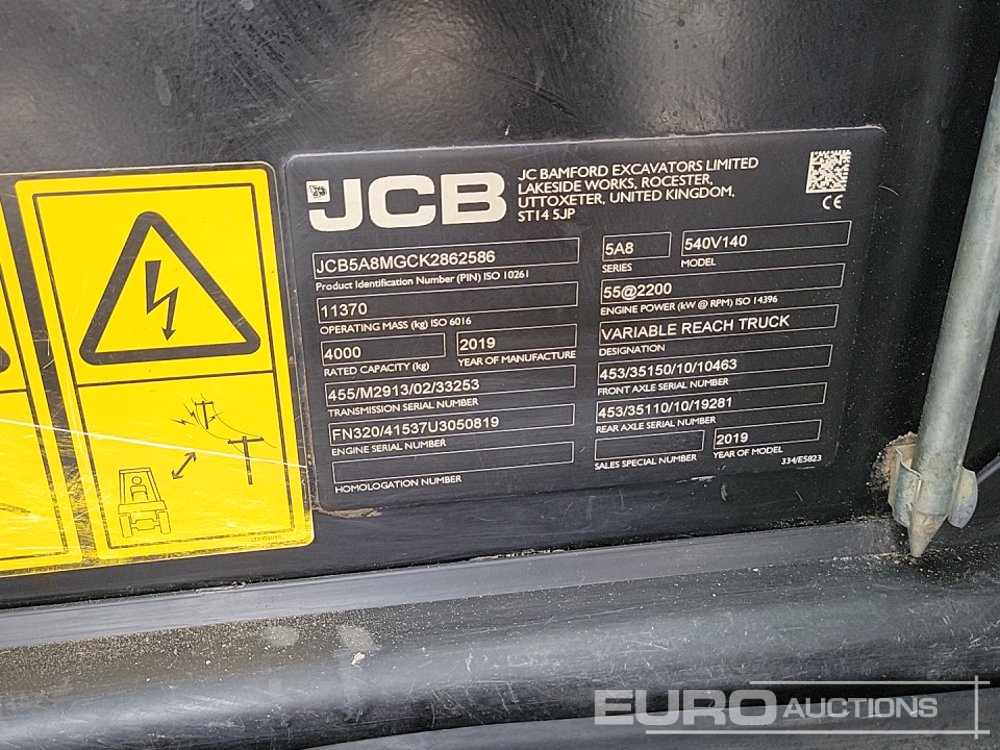 JCB
JC BAMFORD EXCAVATORS LIMITED
LAKESIDE WORKS, ROCESTER,
UTTOXETER, UNITED KINGDOM,
ST14 5JP
CE
JCB5A8MGCK2862586
Product Identification Number (PIN) ISO 10261
5A8
SERIES
540V140
MODEL
11370
OPERATING MASS (kg) ISO 6016
55@2200
ENGINE POWER (kW @ RPM) ISO 14396
4000
RATED CAPACITY (kg)
2019
YEAR OF MANUFACTURE
VARIABLE REACH TRUCK
DESIGNATION
455/M2913/02/33253
TRANSMISSION SERIAL NUMBER
453/35150/10/10463
FRONT AXLE SERIAL NUMBER
FN320/41537U3050819
ENGINE SERIAL NUMBER
453/35110/10/19281
REAR AXLE SERIAL NUMBER
HOMOLOGATION NUMBER
SALES SPECIAL NUMBER
2019
YEAR OF MODEL
334/E5823
EURO AUCTIONS